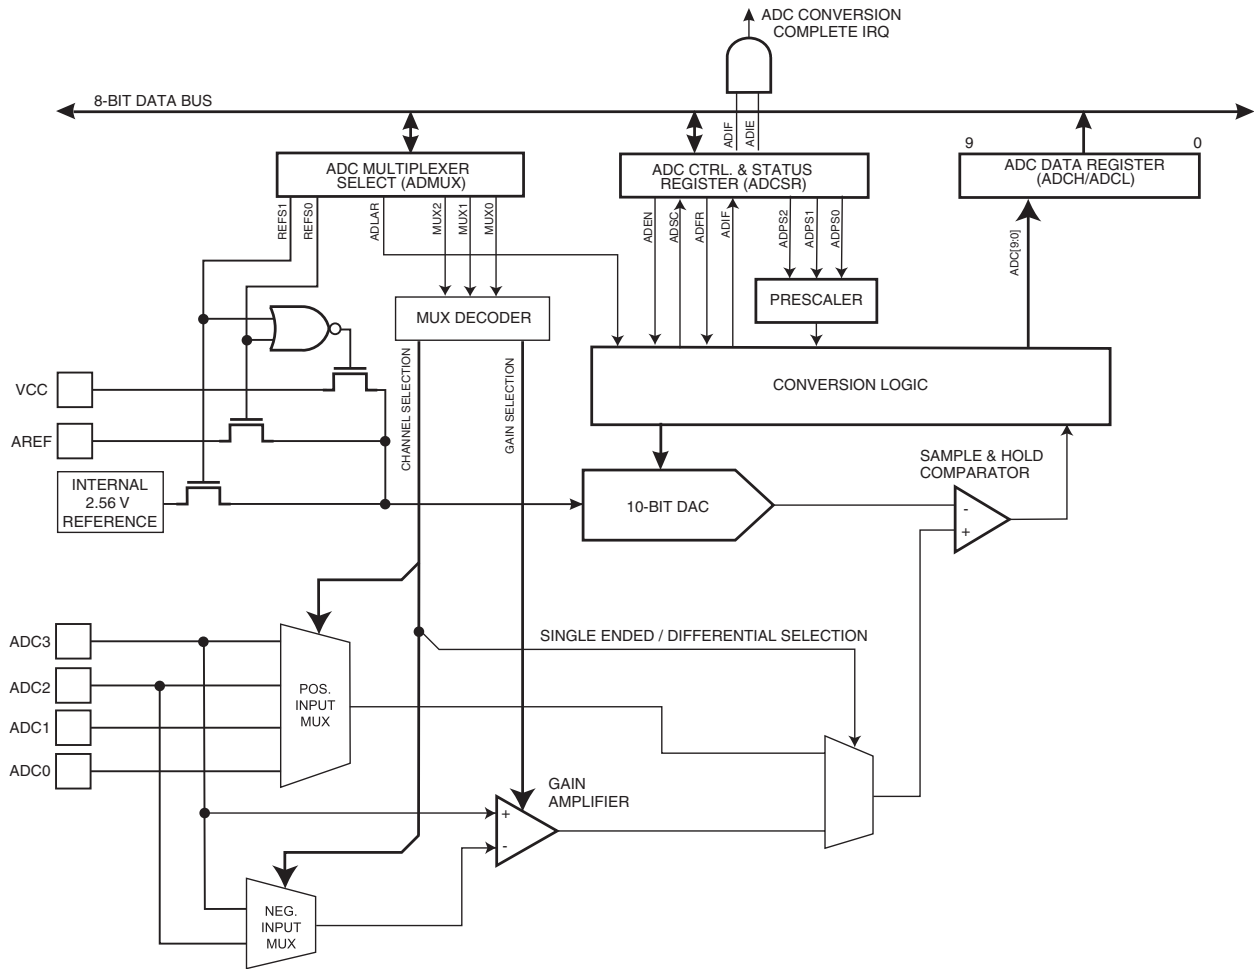 ADC CONVERSION
COMPLETE IRQ
8-BIT DATA BUS
ADIF
ADIE
9
0
ADC MULTIPLEXER
SELECT (ADMUX)
ADC CTRL. & STATUS
REGISTER (ADCSR)
ADC DATA REGISTER
(ADCH/ADCL)
REFS1
REFS0
ADLAR
MUX2
MUX1
MUX0
ADEN
ADSC
ADFR
ADIF
ADPS2
ADPS1
ADPS0
ADC[9:0]
PRESCALER
MUX DECODER
CHANNEL SELECTION
GAIN SELECTION
CONVERSION LOGIC
VCC
AREF
INTERNAL
2.56 V
REFERENCE
SAMPLE & HOLD
COMPARATOR
10-BIT DAC
-
+
SINGLE ENDED / DIFFERENTIAL SELECTION
ADC3
ADC2
ADC1
ADC0
POS.
INPUT
MUX
GAIN
AMPLIFIER
+
-
NEG.
INPUT
MUX